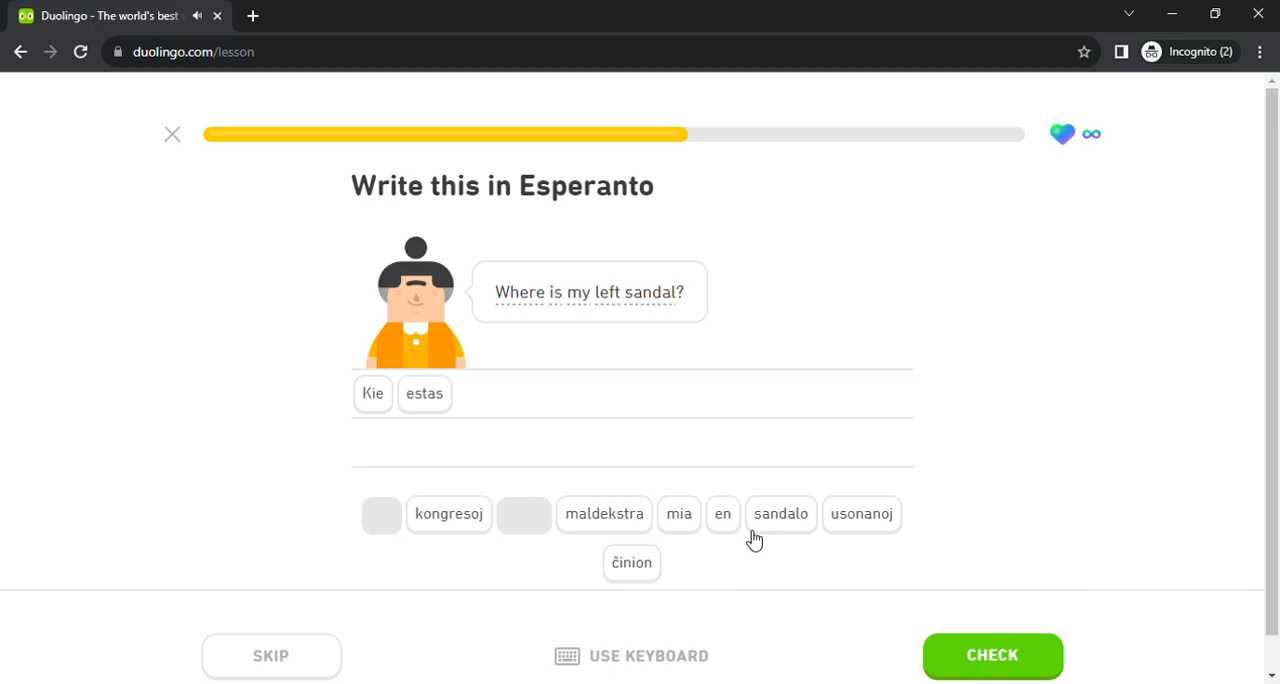 Duolingo - The world's best
duolingo.com/lesson
Incognito (2)
Write this in Esperanto
Where is my left sandal?
Kie estas
kongresoj maldekstra mia en sandalo usonanoj
ĉinion
SKIP USE KEYBOARD CHECK